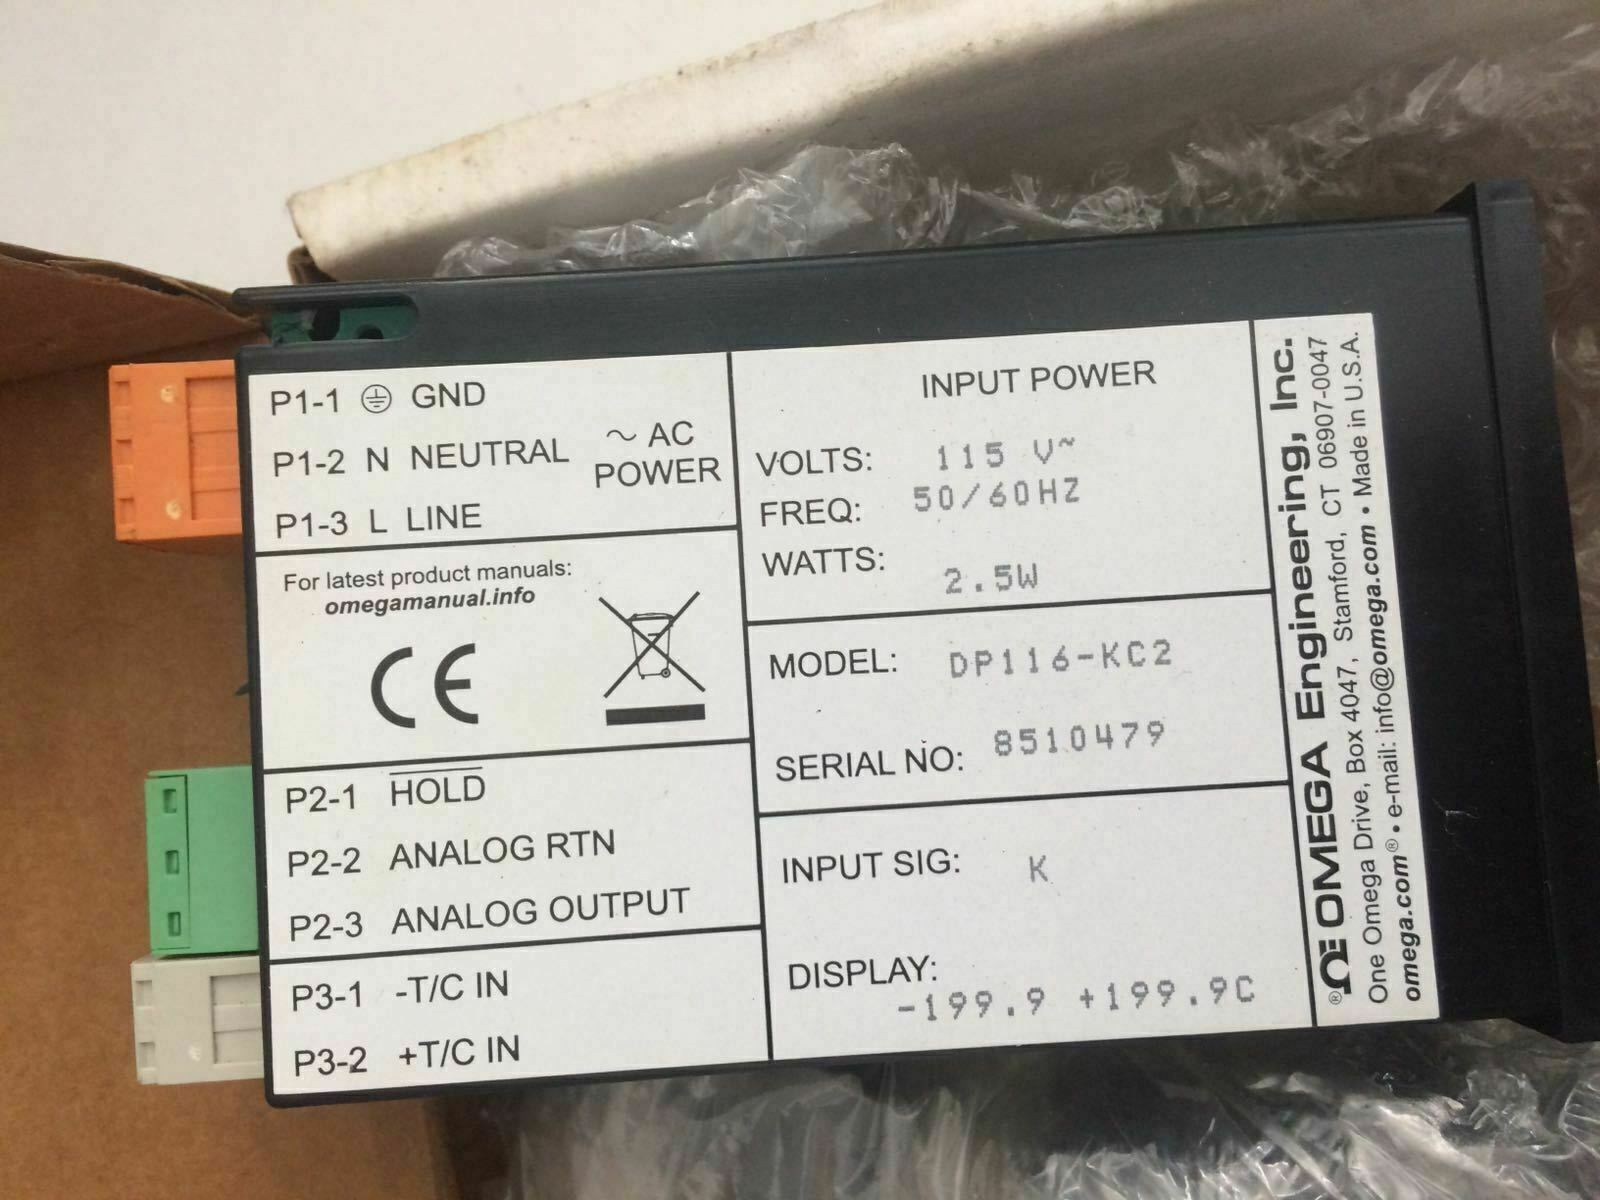 P1-1 GND
P1-2 N NEUTRAL
P1-3 L LINE
~ AC
POWER
For latest product manuals:
omegamanual.info
CE
P2-1 HOLD
P2-2 ANALOG RTN
P2-3 ANALOG OUTPUT
P3-1 -T/C IN
P3-2 +T/C IN
INPUT POWER
VOLTS: 115 V~
FREQ: 50/60HZ
WATTS: 2.5W
MODEL: DP116-KC2
SERIAL NO: 8510479
INPUT SIG: K
DISPLAY: -199.9 +199.9C
® Ω OMEGA Engineering, Inc.
One Omega Drive, Box 4047, Stamford, CT 06907-0047
omega.com® • e-mail: info@omega.com • Made in U.S.A.